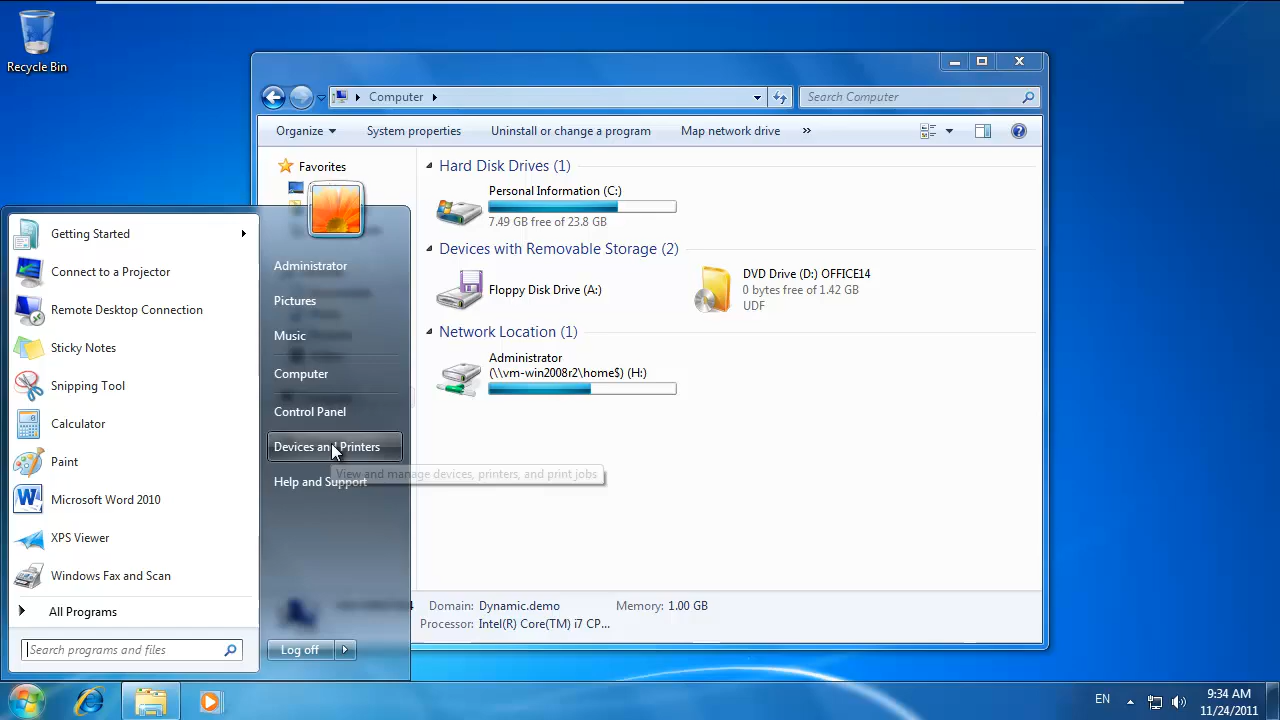 Recycle Bin
Computer
Search Computer
Organize
System properties
Uninstall or change a program
Map network drive
»
Favorites
Hard Disk Drives (1)
Personal Information (C:)
7.49 GB free of 23.8 GB
Devices with Removable Storage (2)
Floppy Disk Drive (A:)
DVD Drive (D:) OFFICE14
0 bytes free of 1.42 GB
UDF
Network Location (1)
Administrator
(\\vm-win2008r2\home$) (H:)
Domain: Dynamic.demo
Memory: 1.00 GB
Processor: Intel(R) Core(TM) i7 CP...
Getting Started
Connect to a Projector
Remote Desktop Connection
Sticky Notes
Snipping Tool
Calculator
Paint
Microsoft Word 2010
XPS Viewer
Windows Fax and Scan
All Programs
Search programs and files
Administrator
Pictures
Music
Computer
Control Panel
Devices and Printers
View and manage devices, printers, and print jobs
Help and Support
Log off
EN
9:34 AM
11/24/2011